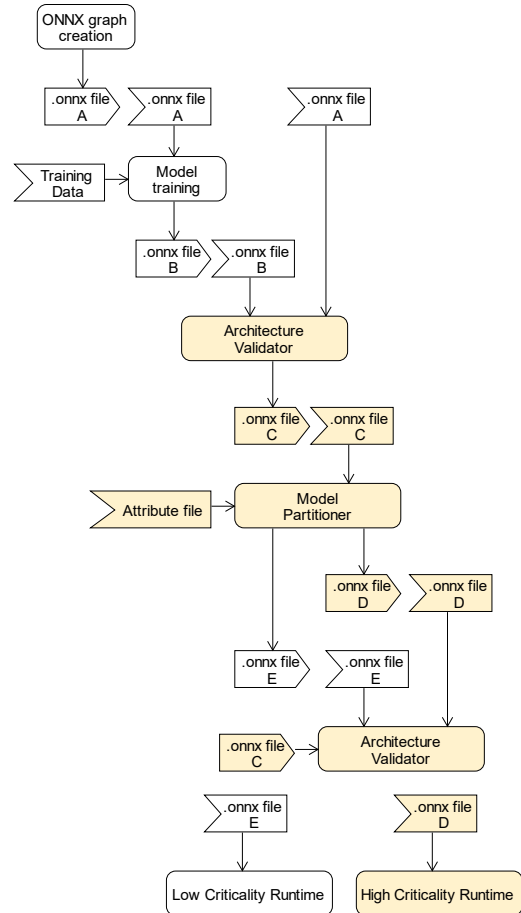 ONNX graph
creation
.onnx file
A
.onnx file
A
.onnx file
A
Training
Data
Model
training
.onnx file
B
.onnx file
B
Architecture
Validator
.onnx file
C
.onnx file
C
Attribute file
Model
Partitioner
.onnx file
D
.onnx file
D
.onnx file
E
.onnx file
E
.onnx file
C
Architecture
Validator
.onnx file
E
.onnx file
D
Low Criticality Runtime
High Criticality Runtime